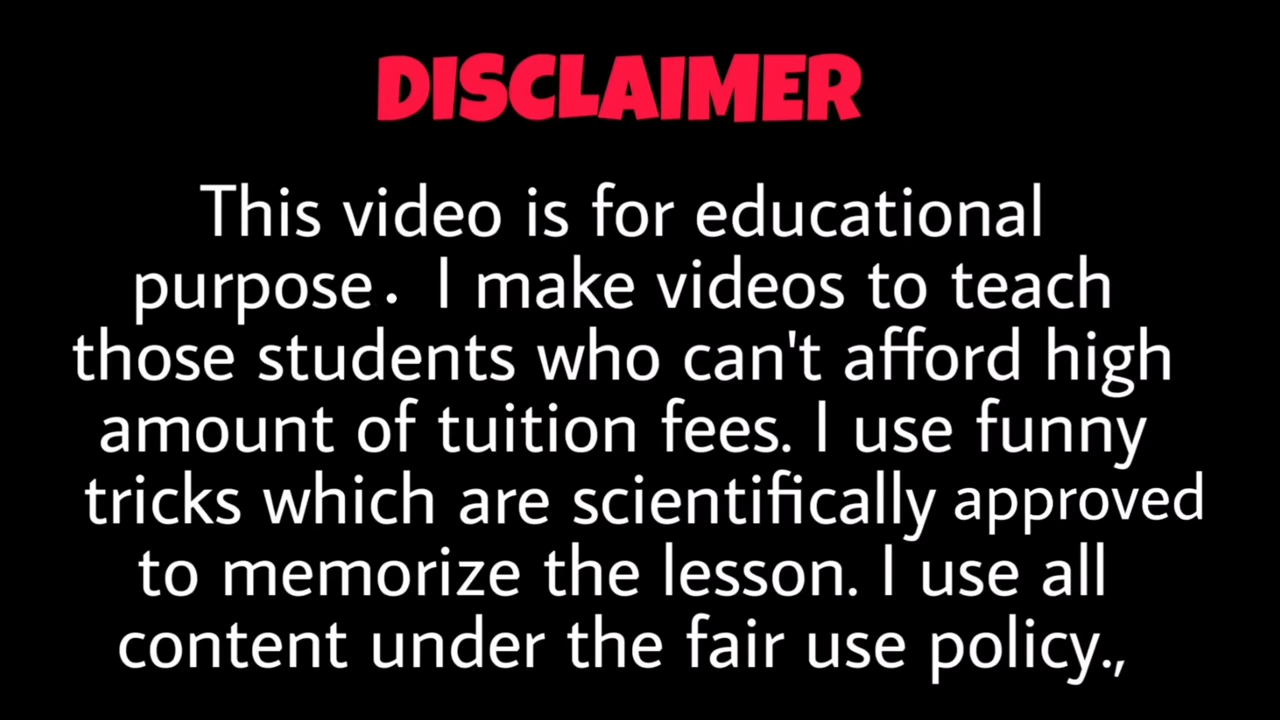 DISCLAIMER
This video is for educational
purpose. I make videos to teach
those students who can't afford high
amount of tuition fees. I use funny
tricks which are scientifically approved
to memorize the lesson. I use all
content under the fair use policy.,